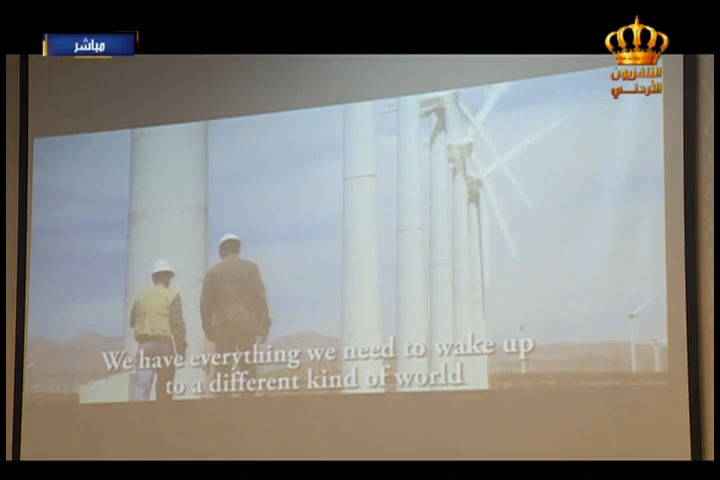 مباشر
التلفزيون
الأردني
We have everything we need to wake up
to a different kind of world